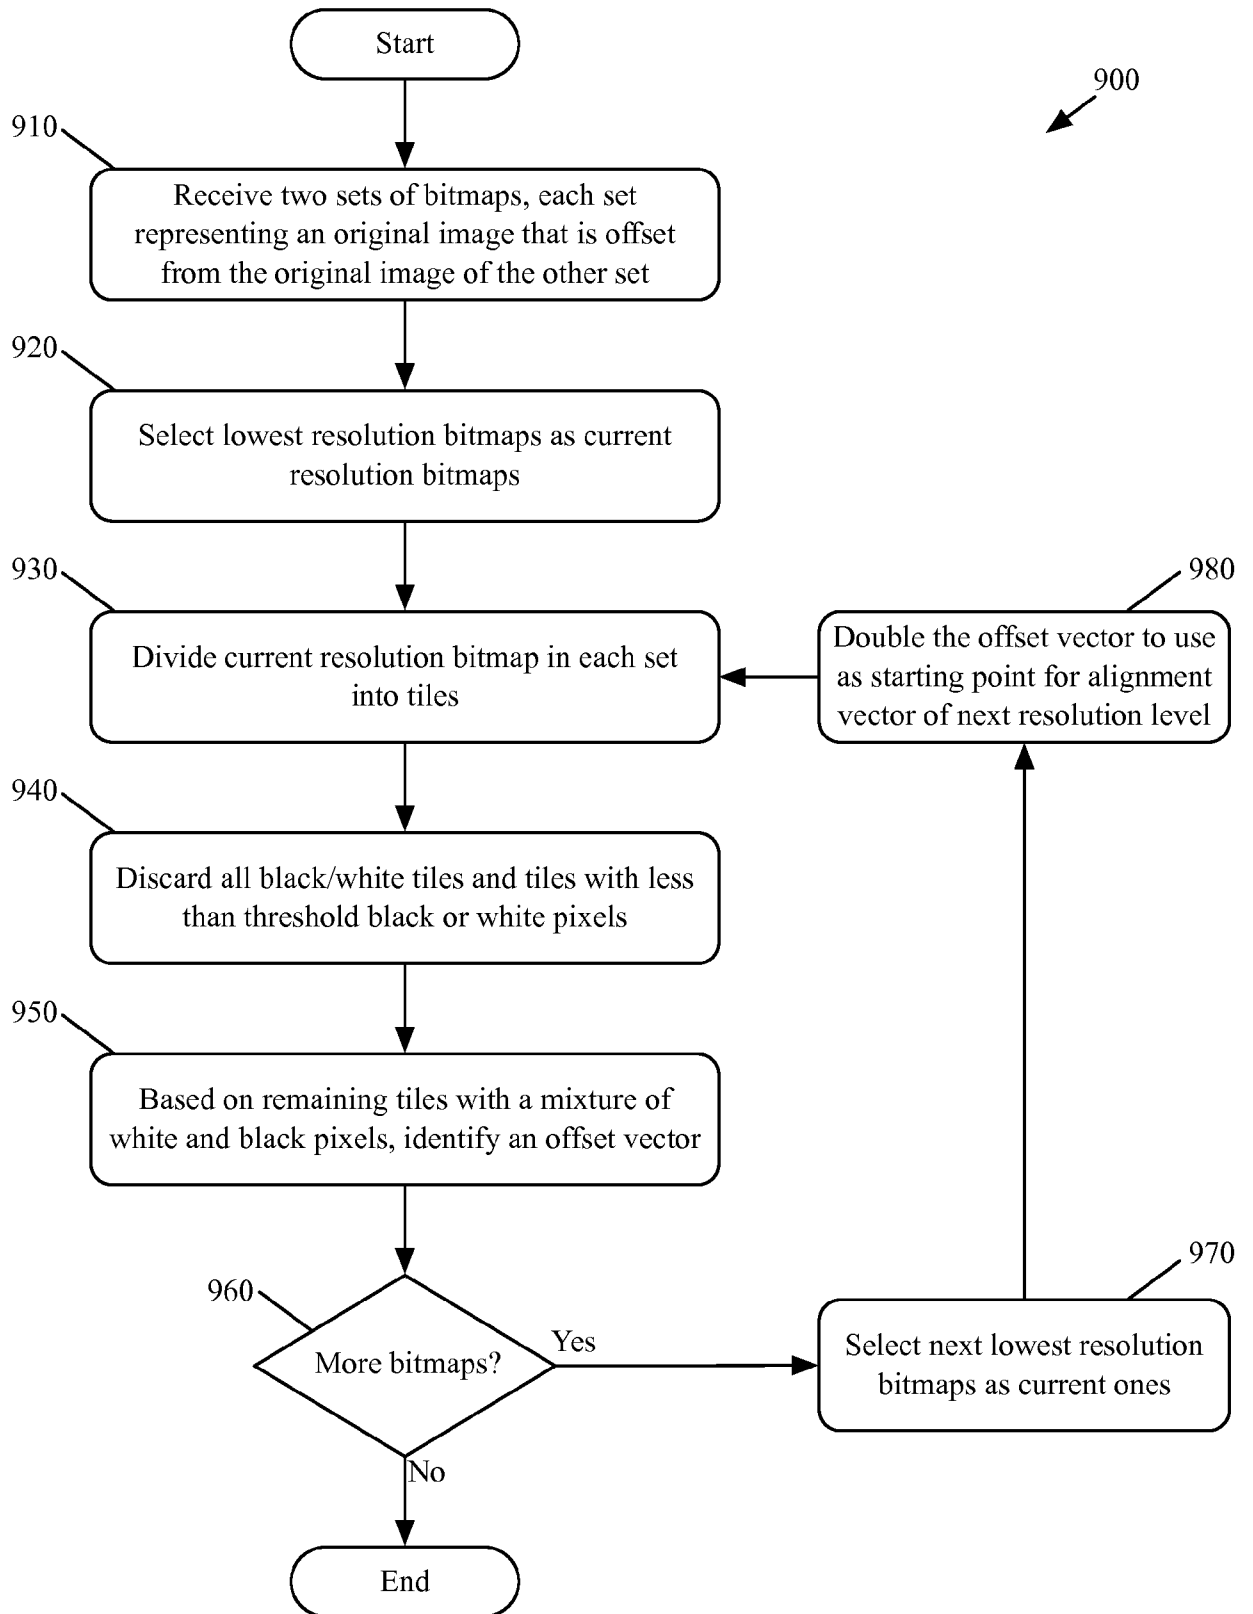 Start
900
910
Receive two sets of bitmaps, each set
representing an original image that is offset
from the original image of the other set
920
Select lowest resolution bitmaps as current
resolution bitmaps
930
Divide current resolution bitmap in each set
into tiles
980
Double the offset vector to use
as starting point for alignment
vector of next resolution level
940
Discard all black/white tiles and tiles with less
than threshold black or white pixels
950
Based on remaining tiles with a mixture of
white and black pixels, identify an offset vector
960
More bitmaps?
Yes
970
Select next lowest resolution
bitmaps as current ones
No
End